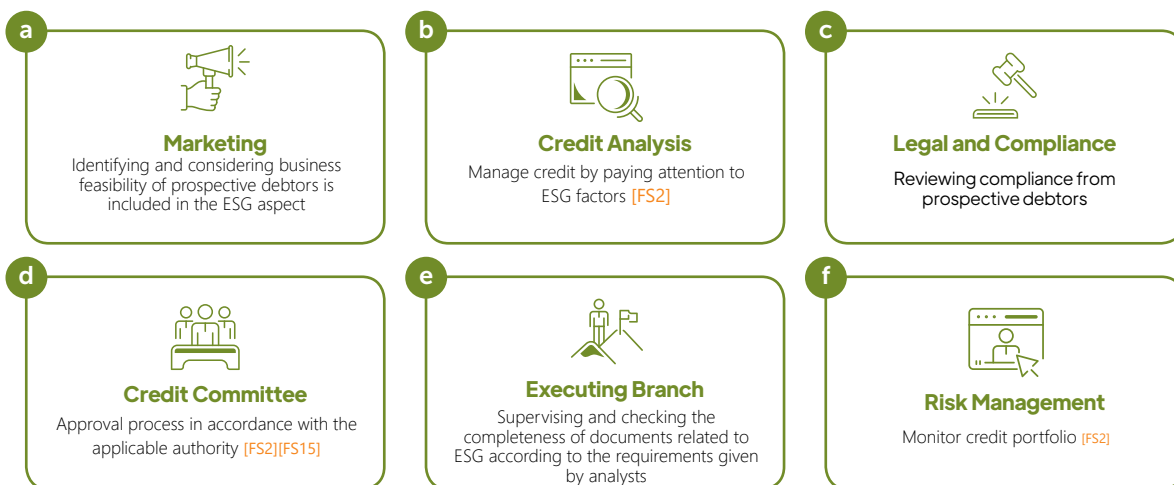 a
Marketing
Identifying and considering business
feasibility of prospective debtors is
included in the ESG aspect
b
Credit Analysis
Manage credit by paying attention to
ESG factors [FS2]
c
Legal and Compliance
Reviewing compliance from
prospective debtors
d
Credit Committee
Approval process in accordance with the
applicable authority [FS2][FS15]
e
Executing Branch
Supervising and checking the
completeness of documents related to
ESG according to the requirements given
by analysts
f
Risk Management
Monitor credit portfolio [FS2]